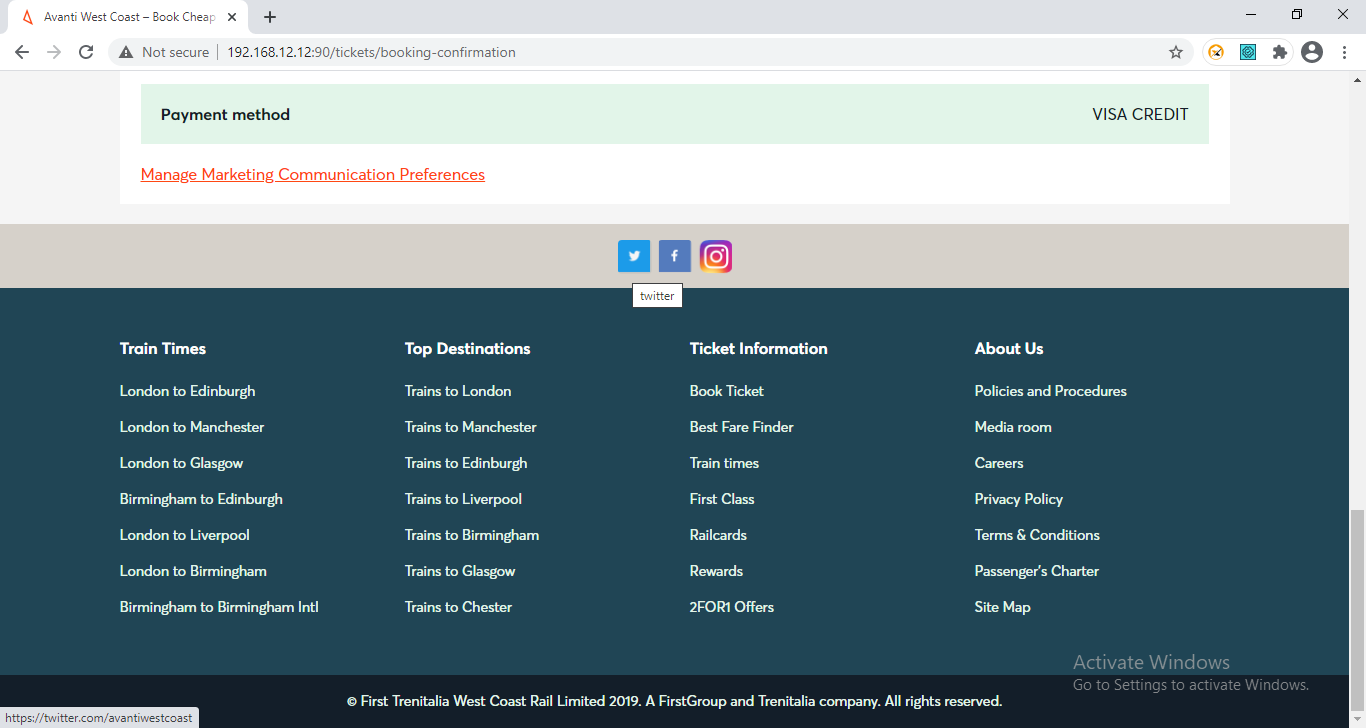 Avanti West Coast – Book Cheap
Not secure
192.168.12.12:90/tickets/booking-confirmation
Payment method
VISA CREDIT
Manage Marketing Communication Preferences
twitter
Train Times
London to Edinburgh
London to Manchester
London to Glasgow
Birmingham to Edinburgh
London to Liverpool
London to Birmingham
Birmingham to Birmingham Intl
Top Destinations
Trains to London
Trains to Manchester
Trains to Edinburgh
Trains to Liverpool
Trains to Birmingham
Trains to Glasgow
Trains to Chester
Ticket Information
Book Ticket
Best Fare Finder
Train times
First Class
Railcards
Rewards
2FOR1 Offers
About Us
Policies and Procedures
Media room
Careers
Privacy Policy
Terms & Conditions
Passenger's Charter
Site Map
Activate Windows
Go to Settings to activate Windows.
© First Trenitalia West Coast Rail Limited 2019. A FirstGroup and Trenitalia company. All rights reserved.
https://twitter.com/avantiwestcoast